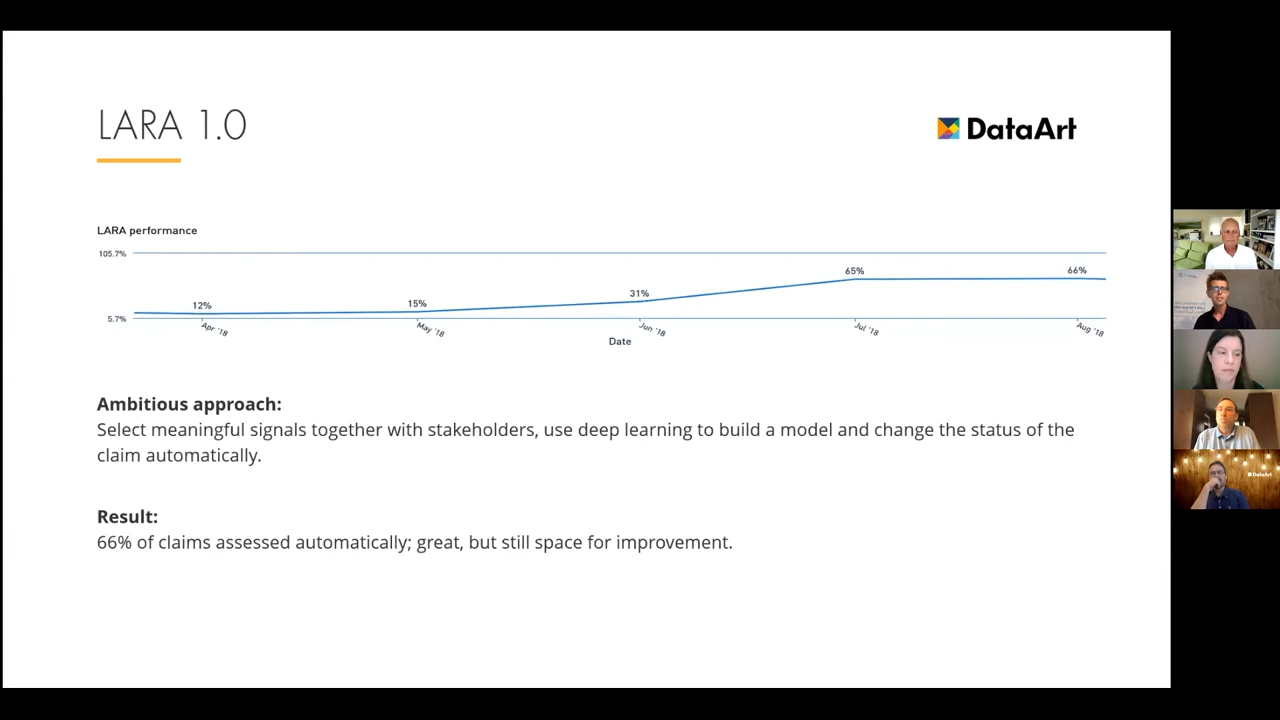 LARA 1.0
DataArt
LARA performance
105.7%
5.7%
12%
15%
31%
65%
66%
Apr '18
May '18
Jun '18
Jul '18
Aug '18
Date
Ambitious approach:
Select meaningful signals together with stakeholders, use deep learning to build a model and change the status of the
claim automatically.
Result:
66% of claims assessed automatically; great, but still space for improvement.
DataArt